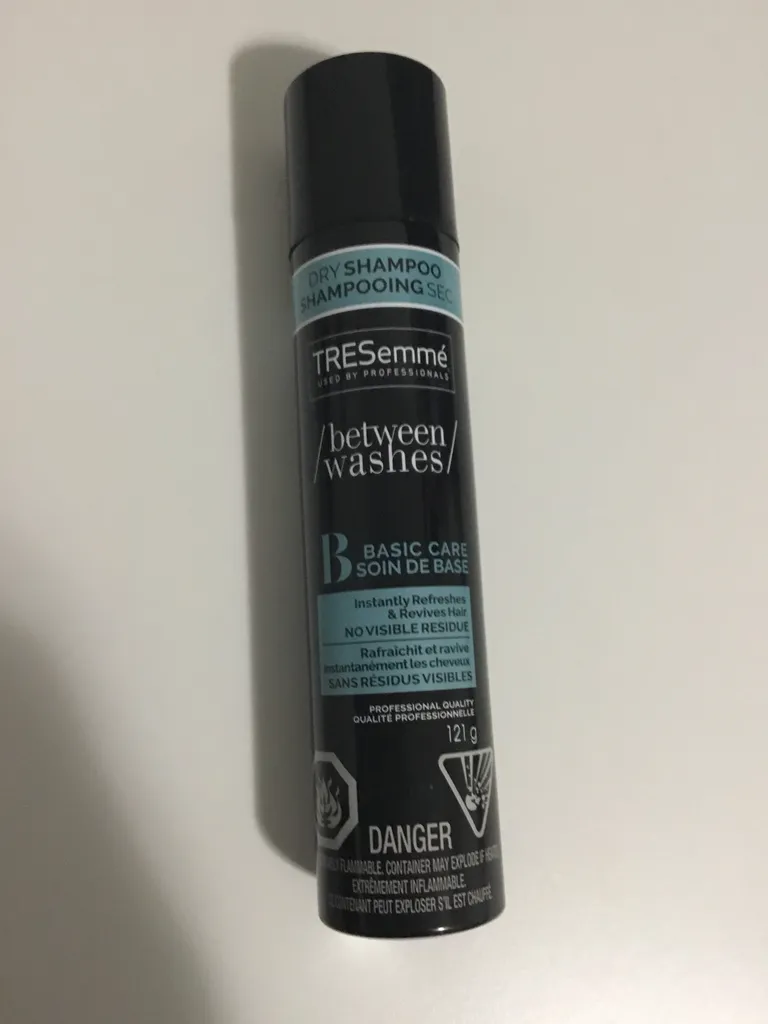 DRY SHAMPOO
SHAMPOOING SEC
TRESemmé
USED BY PROFESSIONALS
/between
washes/
B BASIC CARE
SOIN DE BASE
Instantly Refreshes
& Revives Hair
NO VISIBLE RESIDUE
Rafraîchit et ravive
instantanément les cheveux
SANS RÉSIDUS VISIBLES
PROFESSIONAL QUALITY
QUALITÉ PROFESSIONNELLE
121 g
DANGER
FLAMMABLE. CONTAINER MAY EXPLODE IF HEATED.
EXTRÊMEMENT INFLAMMABLE.
CONTENANT PEUT EXPLOSER S'IL EST CHAUFFÉ.